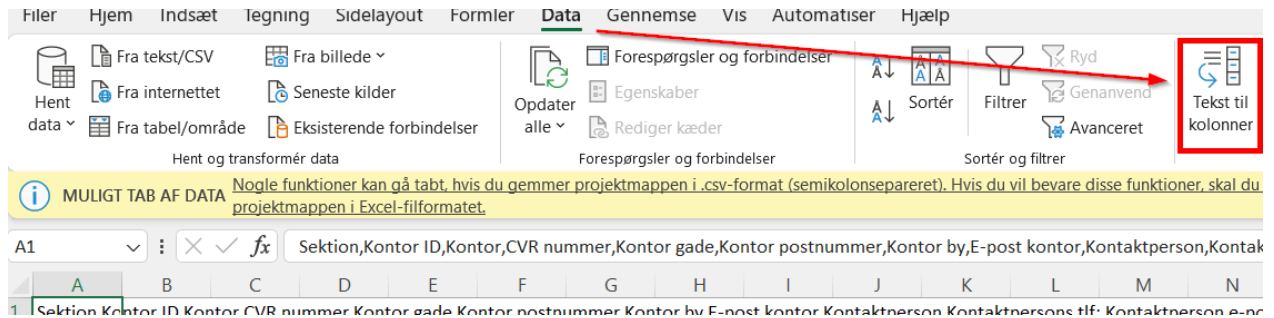 Filer Hjem Indsæt Tegning Sidelayout Formler Data Gennemse Vis Automatiser Hjælp
Hent data
Fra tekst/CSV
Fra internettet
Fra tabel/område
Fra billede
Seneste kilder
Eksisterende forbindelser
Hent og transformér data
Opdater alle
Forespørgsler og forbindelser
Egenskaber
Rediger kæder
Forespørgsler og forbindelser
Sortér
Filtrer
Ryd
Genanvend
Avanceret
Sortér og filtrer
Tekst til
kolonner
MULIGT TAB AF DATA Nogle funktioner kan gå tabt, hvis du gemmer projektmappen i .csv-format (semikolonsepareret). Hvis du vil bevare disse funktioner, skal du
projektmappen i Excel-filformatet.
A1 fx Sektion,Kontor ID,Kontor,CVR nummer,Kontor gade,Kontor postnummer,Kontor by,E-post kontor,Kontaktperson,Kontak
A B C D E F G H I J K L M N
1 Sektion,Kontor ID,Kontor,CVR nummer,Kontor gade,Kontor postnummer,Kontor by,E-post kontor,Kontaktperson,Kontaktpersons tlf;,Kontaktperson e-po